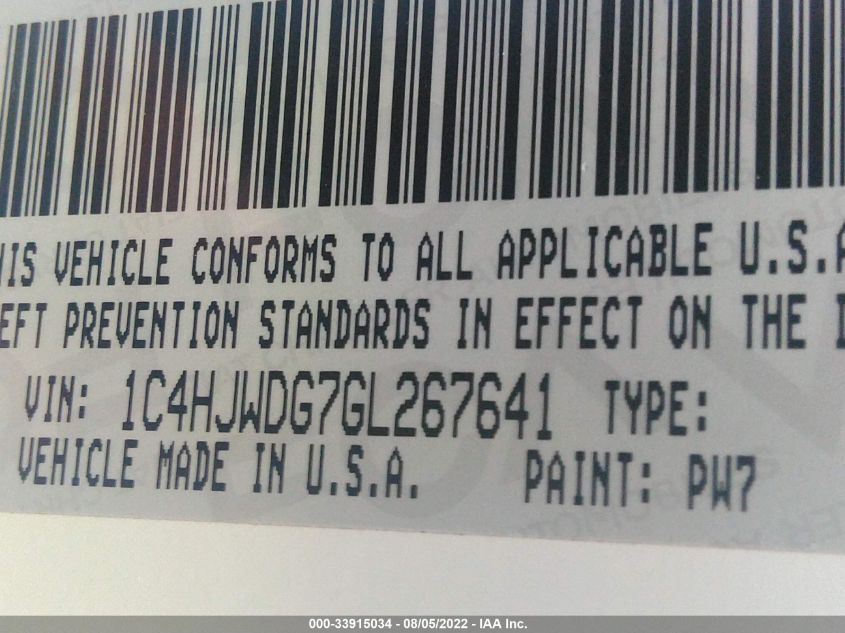 HIS VEHICLE CONFORMS TO ALL APPLICABLE U.S.A
EFT PREVENTION STANDARDS IN EFFECT ON THE
VIN: 1C4HJWDG7GL267641 TYPE:
VEHICLE MADE IN U.S.A. PAINT: PW7
000-33915034 - 08/05/2022 - IAA Inc.